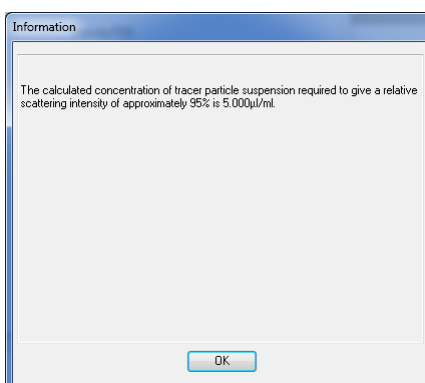 Information
The calculated concentration of tracer particle suspension required to give a relative
scattering intensity of approximately 95% is 5.000µl/ml.
OK